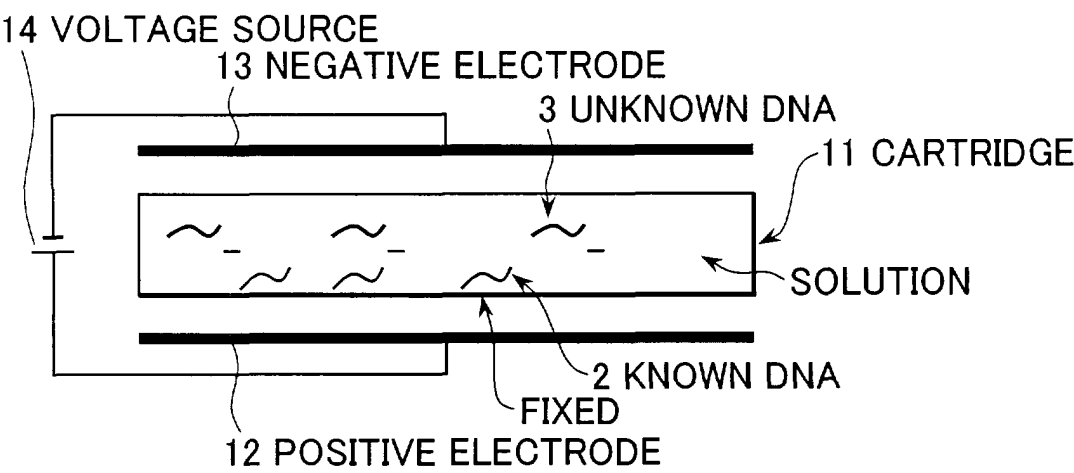 14 VOLTAGE SOURCE
13 NEGATIVE ELECTRODE
3 UNKNOWN DNA
11 CARTRIDGE
SOLUTION
2 KNOWN DNA
FIXED
12 POSITIVE ELECTRODE